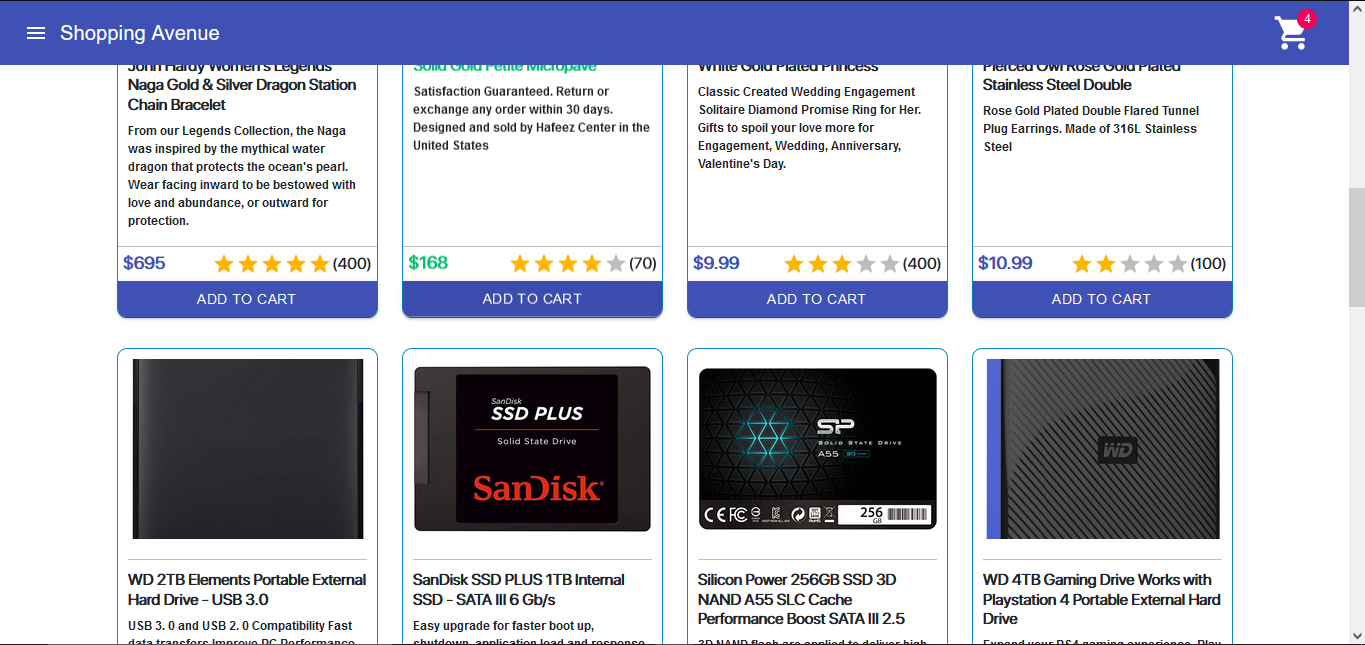 Shopping Avenue
4
John Hardy Women's Legends
Naga Gold & Silver Dragon Station
Chain Bracelet
From our Legends Collection, the Naga
was inspired by the mythical water
dragon that protects the ocean's pearl.
Wear facing inward to be bestowed with
love and abundance, or outward for
protection.
$695
(400)
ADD TO CART
Solid Gold Petite Micropave
Satisfaction Guaranteed. Return or
exchange any order within 30 days.
Designed and sold by Hafeez Center in the
United States
$168
(70)
ADD TO CART
White Gold Plated Princess
Classic Created Wedding Engagement
Solitaire Diamond Promise Ring for Her.
Gifts to spoil your love more for
Engagement, Wedding, Anniversary,
Valentine's Day.
$9.99
(400)
ADD TO CART
Pierced Owl Rose Gold Plated
Stainless Steel Double
Rose Gold Plated Double Flared Tunnel
Plug Earrings. Made of 316L Stainless
Steel
$10.99
(100)
ADD TO CART
WD 2TB Elements Portable External
Hard Drive - USB 3.0
USB 3. 0 and USB 2. 0 Compatibility Fast
data transfers Improve PC Performance
SanDisk
SSD PLUS
Solid State Drive
SanDisk
SanDisk SSD PLUS 1TB Internal
SSD - SATA III 6 Gb/s
Easy upgrade for faster boot up,
shutdown, application load and response
SP
SOLID STATE DRIVE
A55 3D
CE FC
256
GB
Silicon Power 256GB SSD 3D
NAND A55 SLC Cache
Performance Boost SATA III 2.5
3D NAND flash are applied to deliver high
WD
WD 4TB Gaming Drive Works with
Playstation 4 Portable External Hard
Drive
Expand your PS4 gaming experience, Play